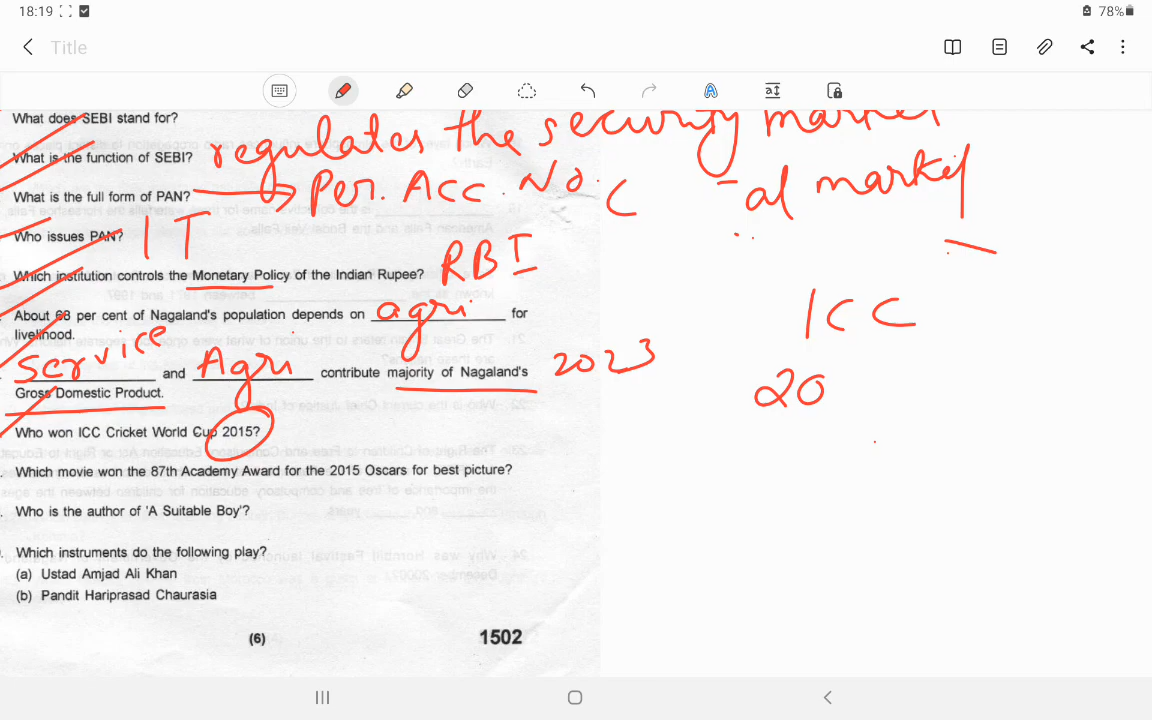 18:19 78%
Title
What does SEBI stand for?
regulates the security market
What is the function of SEBI?
What is the full form of PAN? Per. Acc. No. C -al market
Who issues PAN? IT
Which institution controls the Monetary Policy of the Indian Rupee? RBI
About 68 per cent of Nagaland's population depends on agri for
livelihood.
ICC
service and Agri contribute majority of Nagaland's 2023
Gross Domestic Product.
20
Who won ICC Cricket World Cup 2015?
Which movie won the 87th Academy Award for the 2015 Oscars for best picture?
Who is the author of 'A Suitable Boy'?
Which instruments do the following play?
(a) Ustad Amjad Ali Khan
(b) Pandit Hariprasad Chaurasia
(6) 1502